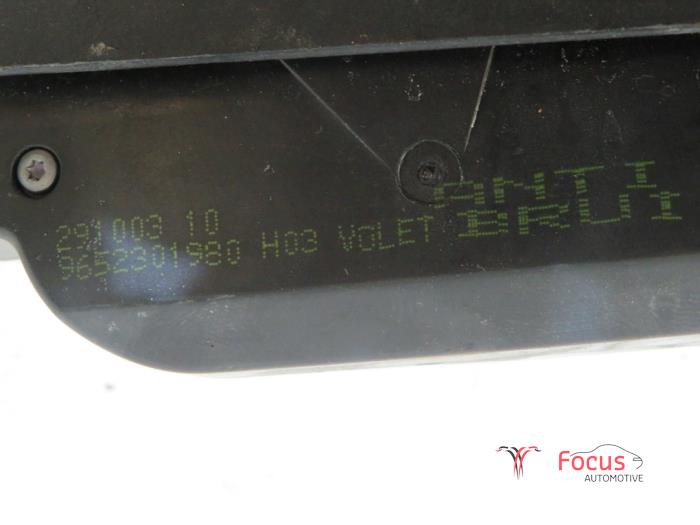 291003 10
9652301980 H03 VOLET
ANTI
BRUI
Focus
AUTOMOTIVE